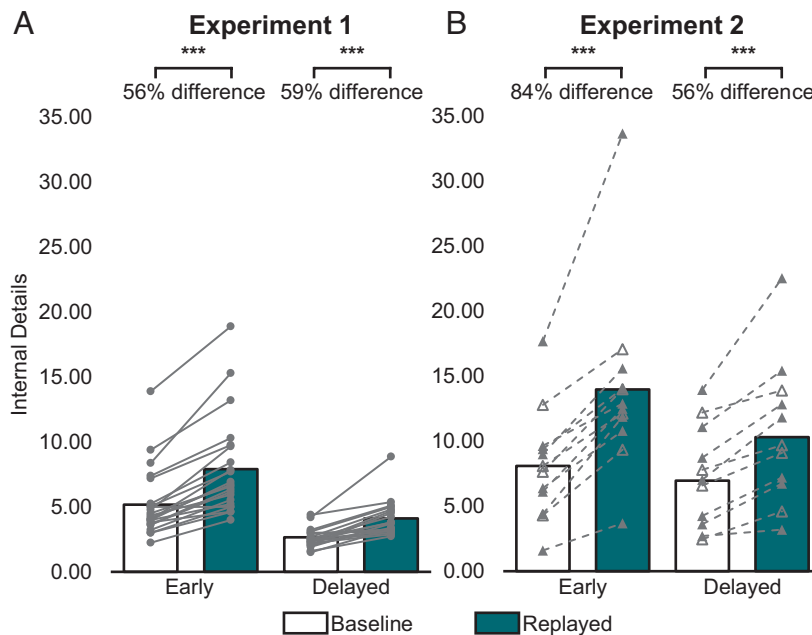 A Experiment 1
*** ***
56% difference 59% difference
Internal Details
35.00
30.00
25.00
20.00
15.00
10.00
5.00
0.00
Early Delayed
B Experiment 2
*** ***
84% difference 56% difference
35.00
30.00
25.00
20.00
15.00
10.00
5.00
0.00
Early Delayed
Baseline Replayed